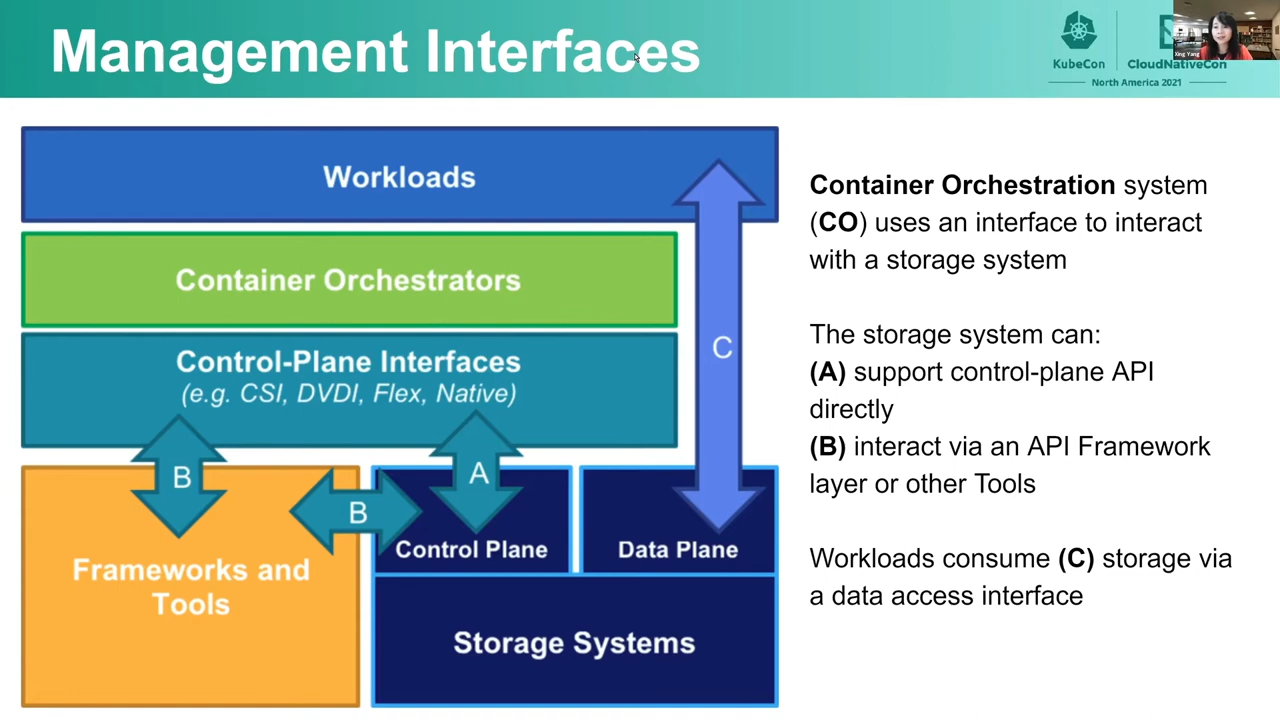 Management Interfaces
KubeCon
CloudNativeCon
North America 2021
Xing Yang
Workloads
Container Orchestrators
Control-Plane Interfaces
(e.g. CSI, DVDI, Flex, Native)
C
B
A
B
Control Plane
Data Plane
Frameworks and
Tools
Storage Systems
Container Orchestration system
(CO) uses an interface to interact
with a storage system
The storage system can:
(A) support control-plane API
directly
(B) interact via an API Framework
layer or other Tools
Workloads consume (C) storage via
a data access interface